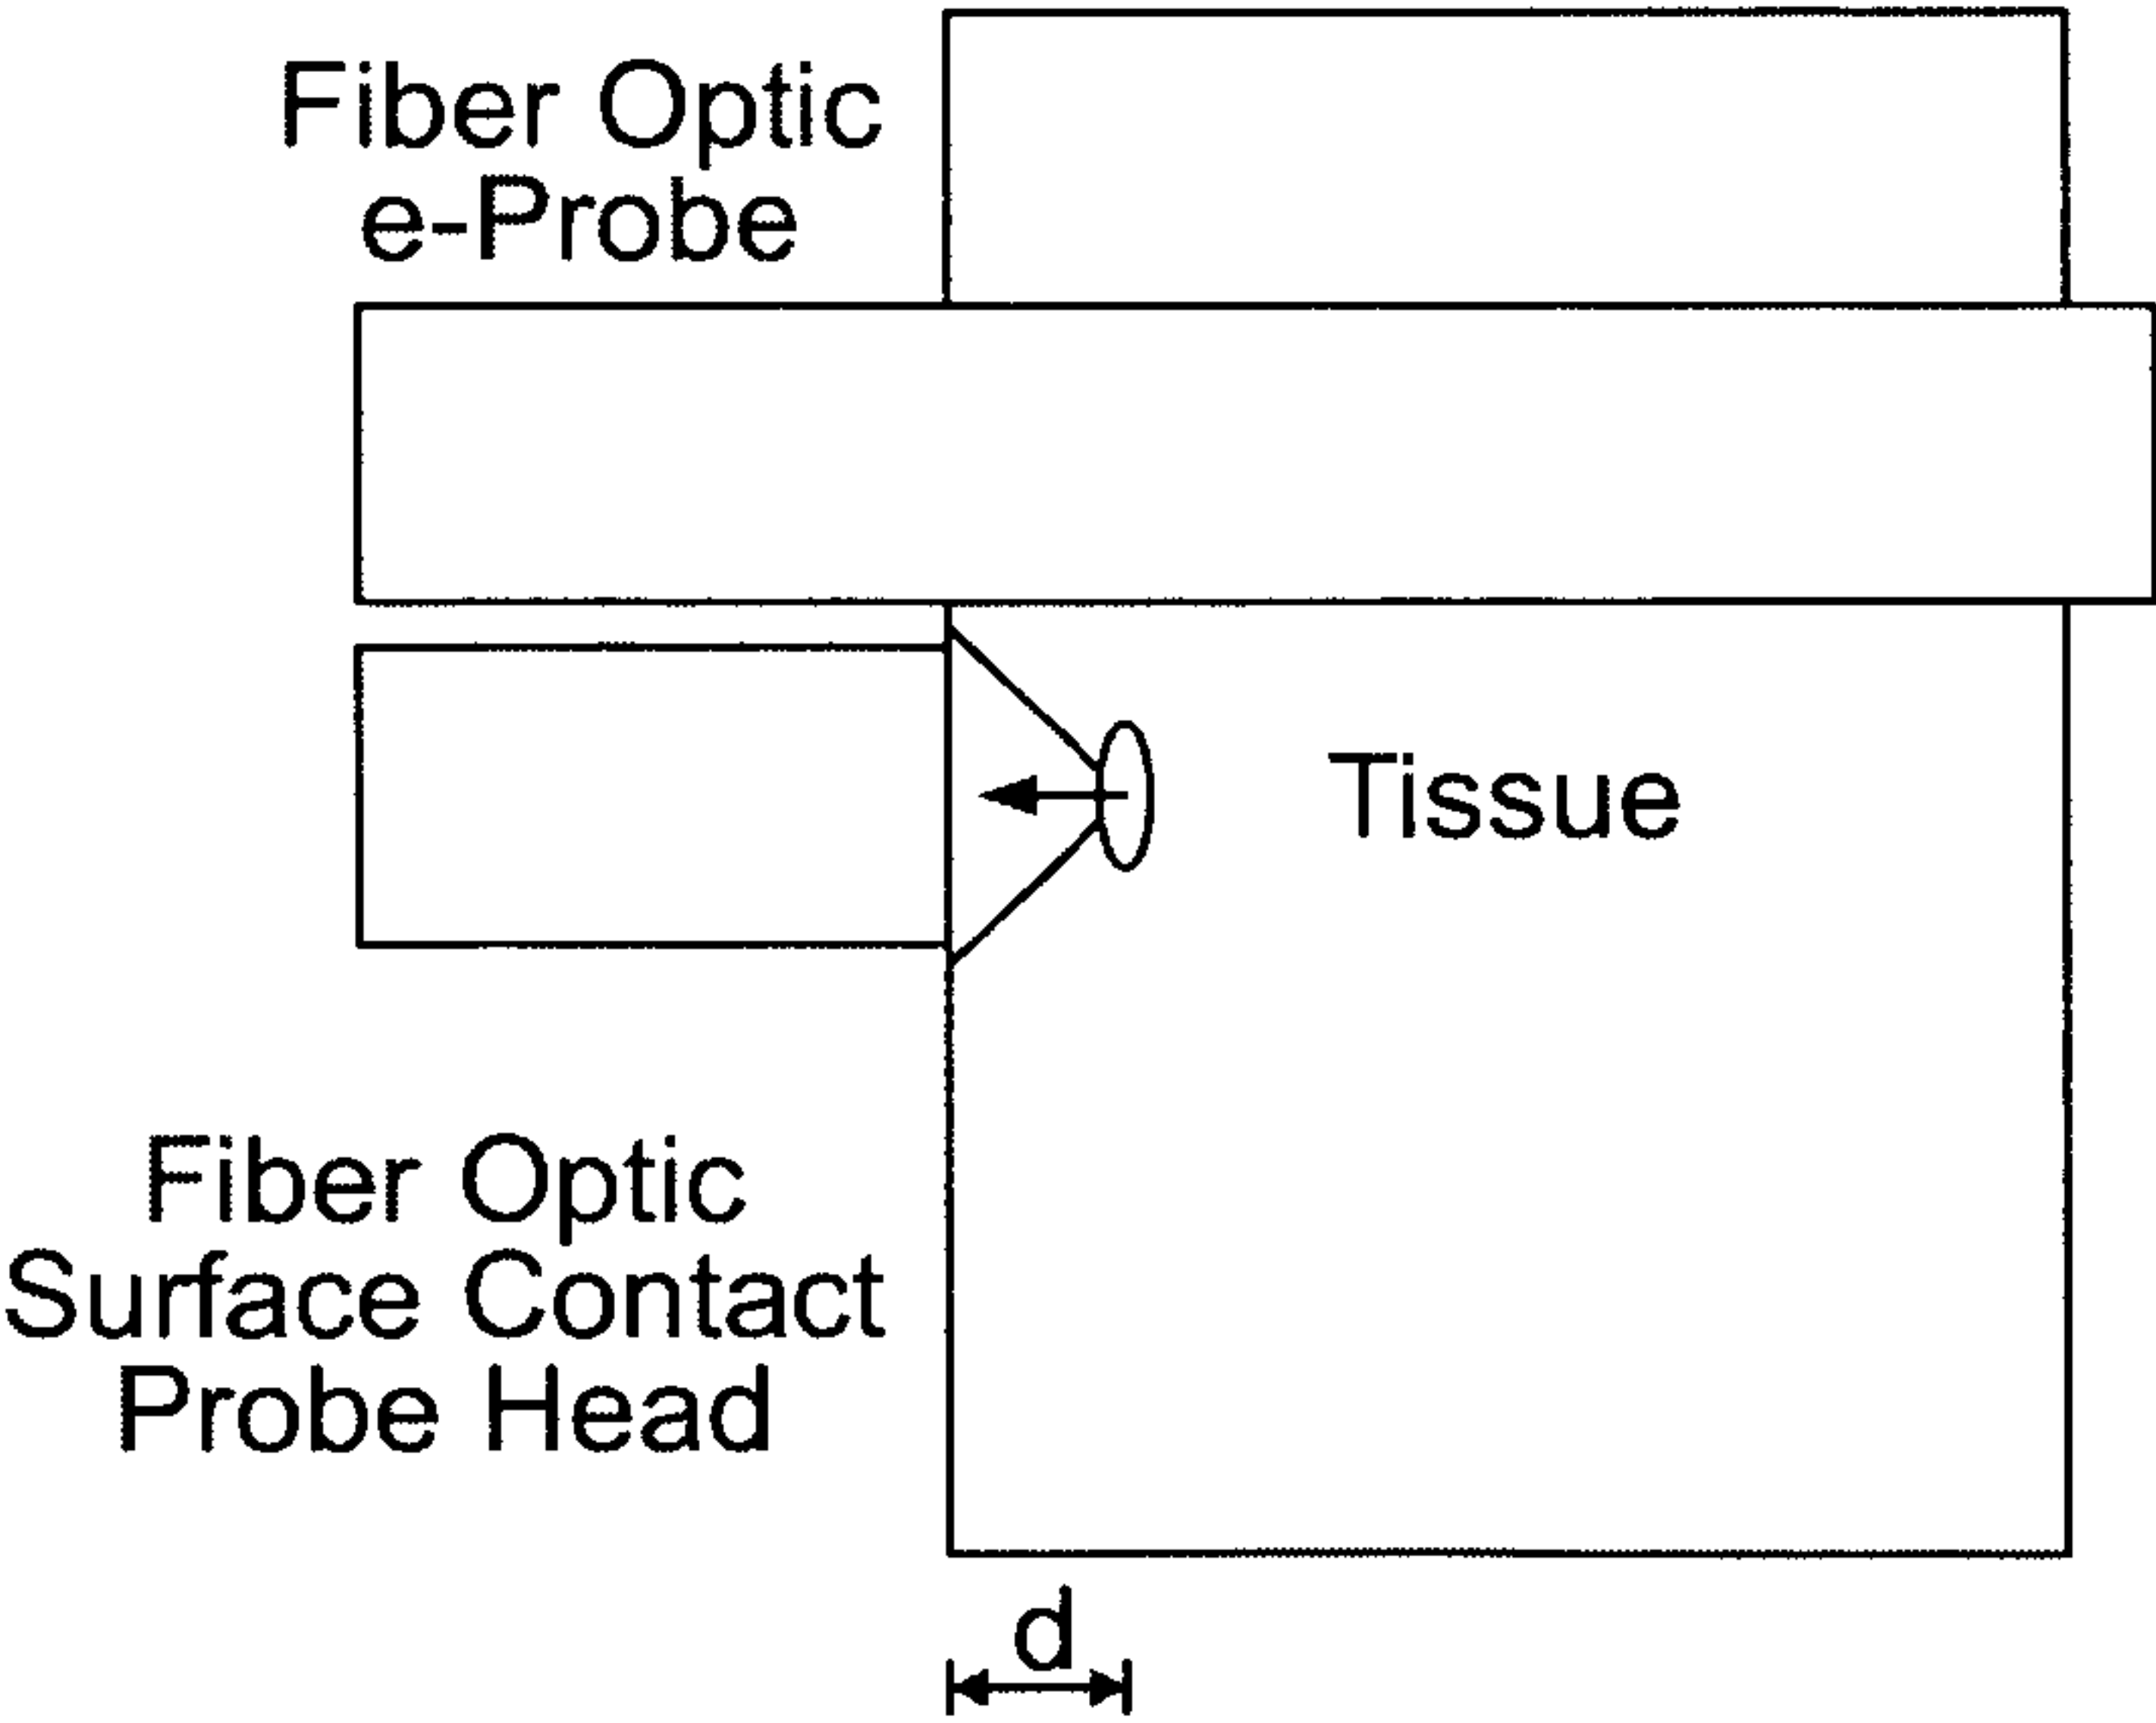 Fiber Optic
e-Probe
Tissue
Fiber Optic
Surface Contact
Probe Head
d